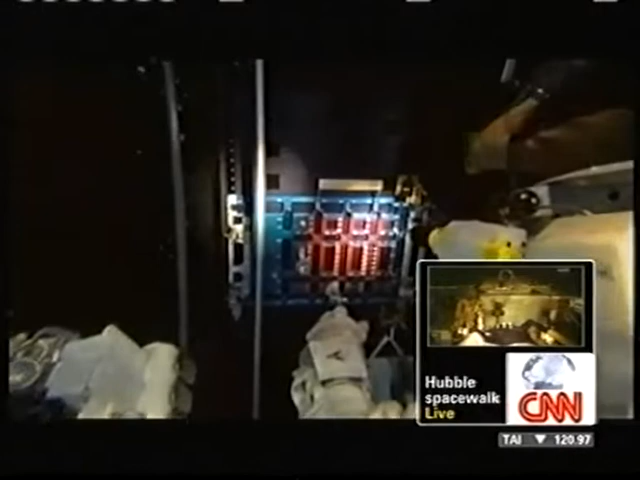 Hubble
spacewalk
Live
CNN
TAI ▼ 120.97